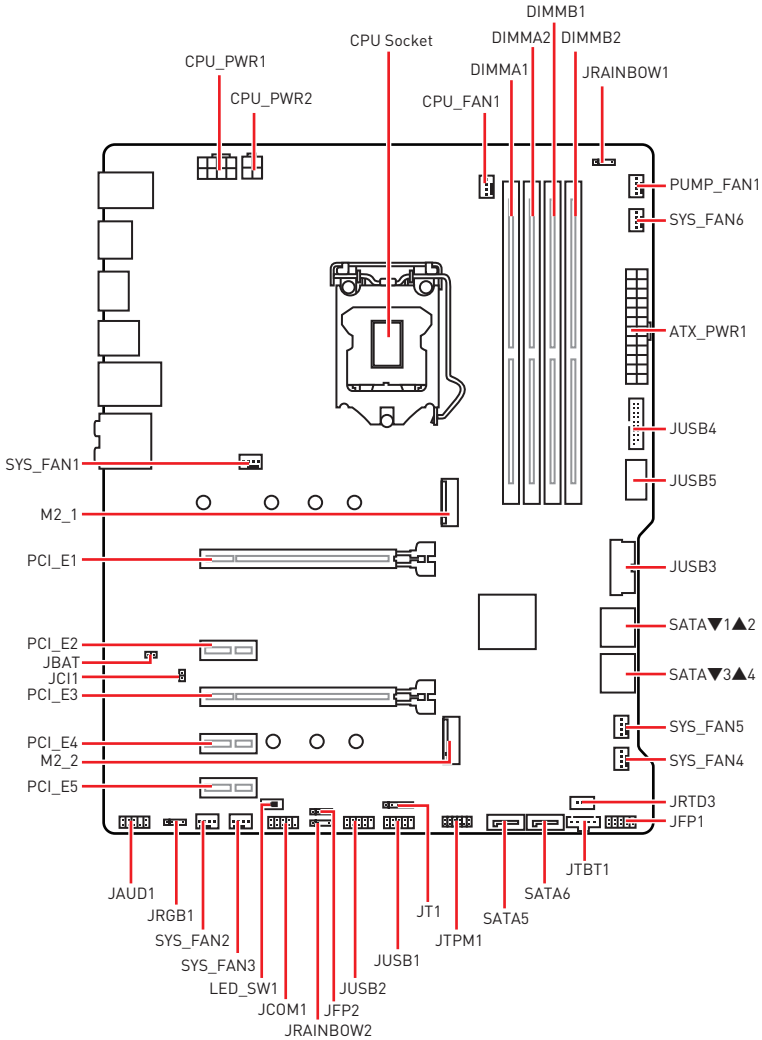 DIMMB1
CPU Socket
DIMMA2
DIMMB2
CPU_PWR1
DIMMA1
JRAINBOW1
CPU_PWR2
CPU_FAN1
PUMP_FAN1
SYS_FAN6
ATX_PWR1
JUSB4
SYS_FAN1
JUSB5
M2_1
PCI_E1
JUSB3
SATA▼1▲2
PCI_E2
JBAT
JCI1
SATA▼3▲4
PCI_E3
SYS_FAN5
PCI_E4
M2_2
SYS_FAN4
PCI_E5
JRTD3
JFP1
JTBT1
JAUD1
JT1
SATA6
JRGB1
SATA5
SYS_FAN2
JTPM1
JUSB1
SYS_FAN3
LED_SW1
JUSB2
JCOM1
JFP2
JRAINBOW2